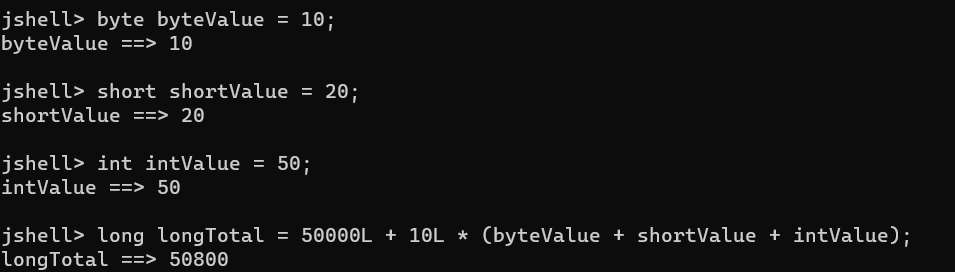 jshell> byte byteValue = 10;
byteValue ==> 10
jshell> short shortValue = 20;
shortValue ==> 20
jshell> int intValue = 50;
intValue ==> 50
jshell> long longTotal = 50000L + 10L * (byteValue + shortValue + intValue);
longTotal ==> 50800